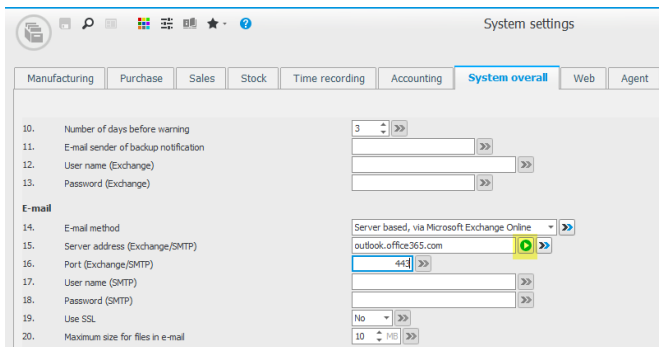 System settings
Manufacturing Purchase Sales Stock Time recording Accounting System overall Web Agent
10. Number of days before warning 3
11. E-mail sender of backup notification
12. User name (Exchange)
13. Password (Exchange)
E-mail
14. E-mail method Server based, via Microsoft Exchange Online
15. Server address (Exchange/SMTP) outlook.office365.com
16. Port (Exchange/SMTP) 443
17. User name (SMTP)
18. Password (SMTP)
19. Use SSL No
20. Maximum size for files in e-mail 10 MB